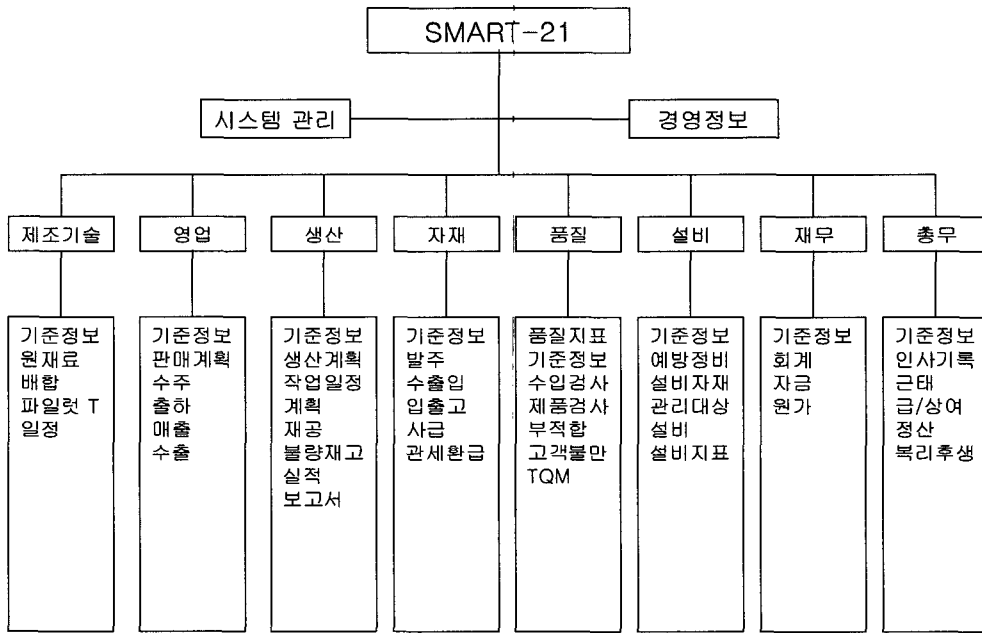 SMART-21
시스템 관리
경영정보
제조기술
영업
생산
자재
품질
설비
재무
총무
기준정보
원재료
배합
파일럿 T
일정
기준정보
판매계획
수주
출하
매출
수출
기준정보
생산계획
작업일정
계획
재공
불량재고
실적
보고서
기준정보
발주
수출입
입출고
사급
관세환급
품질지표
기준정보
수입검사
제품검사
부적합
고객불만
TQM
기준정보
예방정비
설비자재
관리대상
설비
설비지표
기준정보
회계
자금
원가
기준정보
인사기록
근태
급/상여
정산
복리후생